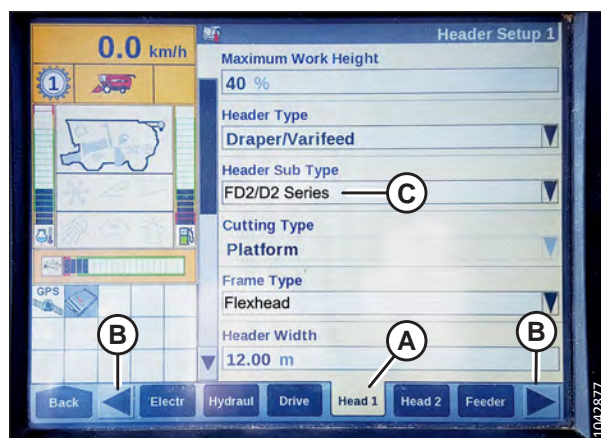 0.0 km/h
Header Setup 1
1
Maximum Work Height
40 %
Header Type
Draper/Varifeed
Header Sub Type
FD2/D2 Series
C
Cutting Type
Platform
Frame Type
Flexhead
GPS
Header Width
12.00 m
B
A
B
Back
Electr
Hydraul
Drive
Head 1
Head 2
Feeder
1042877